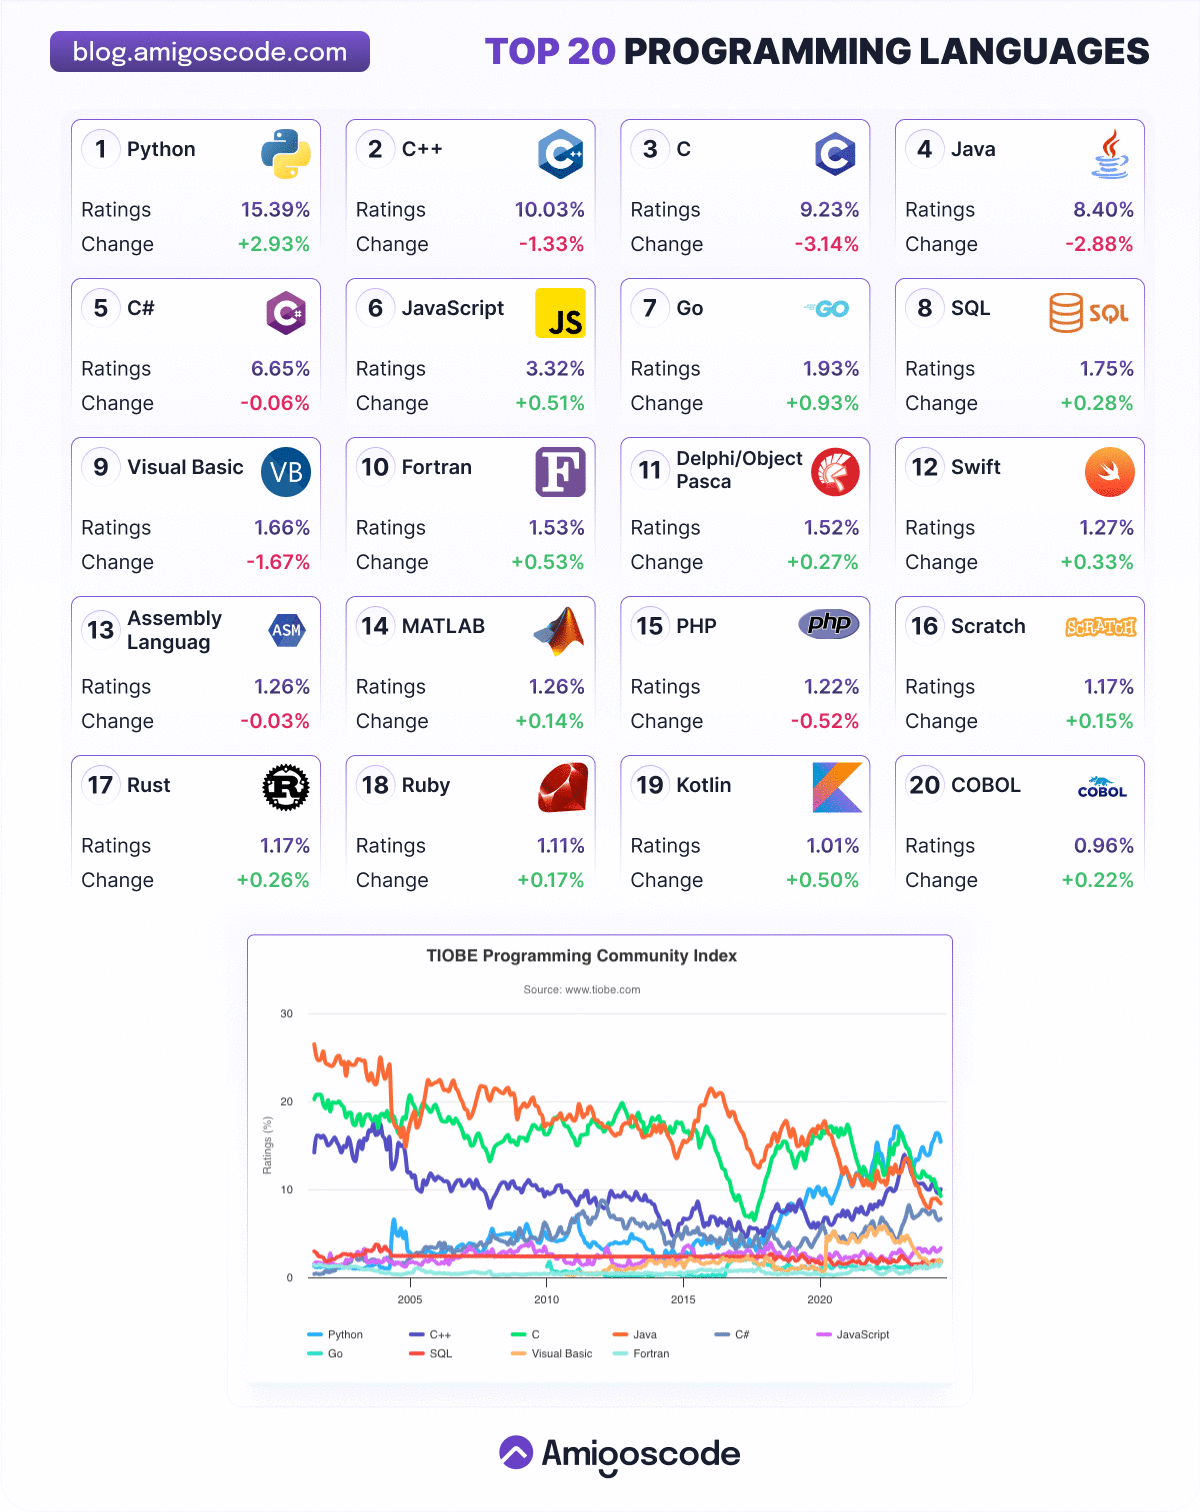 blog.amigoscode.com
TOP 20 PROGRAMMING LANGUAGES
1 Python
Ratings 15.39%
Change +2.93%
2 C++
Ratings 10.03%
Change -1.33%
3 C
Ratings 9.23%
Change -3.14%
4 Java
Ratings 8.40%
Change -2.88%
5 C#
Ratings 6.65%
Change -0.06%
6 JavaScript
JS
Ratings 3.32%
Change +0.51%
7 Go
GO
Ratings 1.93%
Change +0.93%
8 SQL
SQL
Ratings 1.75%
Change +0.28%
9 Visual Basic
VB
Ratings 1.66%
Change -1.67%
10 Fortran
F
Ratings 1.53%
Change +0.53%
11 Delphi/Object
Pasca
Ratings 1.52%
Change +0.27%
12 Swift
Ratings 1.27%
Change +0.33%
13 Assembly
Languag
ASM
Ratings 1.26%
Change -0.03%
14 MATLAB
Ratings 1.26%
Change +0.14%
15 PHP
php
Ratings 1.22%
Change -0.52%
16 Scratch
SCRATCH
Ratings 1.17%
Change +0.15%
17 Rust
R
Ratings 1.17%
Change +0.26%
18 Ruby
Ratings 1.11%
Change +0.17%
19 Kotlin
Ratings 1.01%
Change +0.50%
20 COBOL
COBOL
Ratings 0.96%
Change +0.22%
TIOBE Programming Community Index
Source: www.tiobe.com
Ratings (%)
30
20
10
0
2005 2010 2015 2020
Python C++ C Java C# JavaScript
Go SQL Visual Basic Fortran
Amigoscode